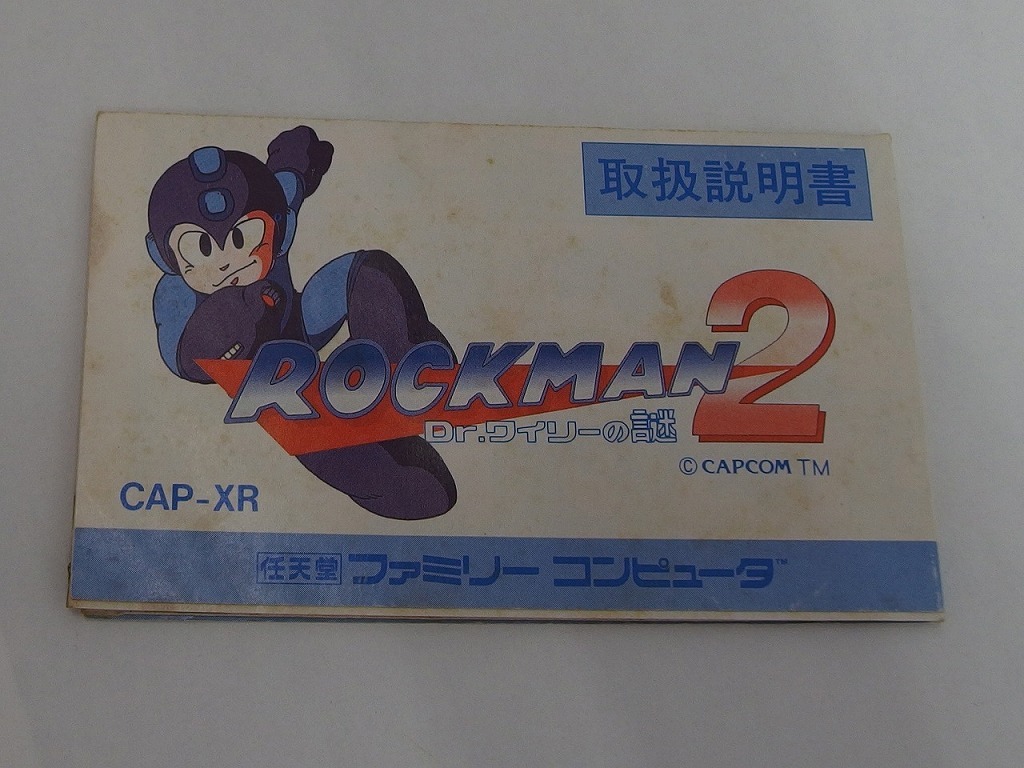 取扱説明書
ROCKMAN 2
Dr.ワイリーの謎
© CAPCOM TM
CAP-XR
任天堂 ファミリー コンピュータ™